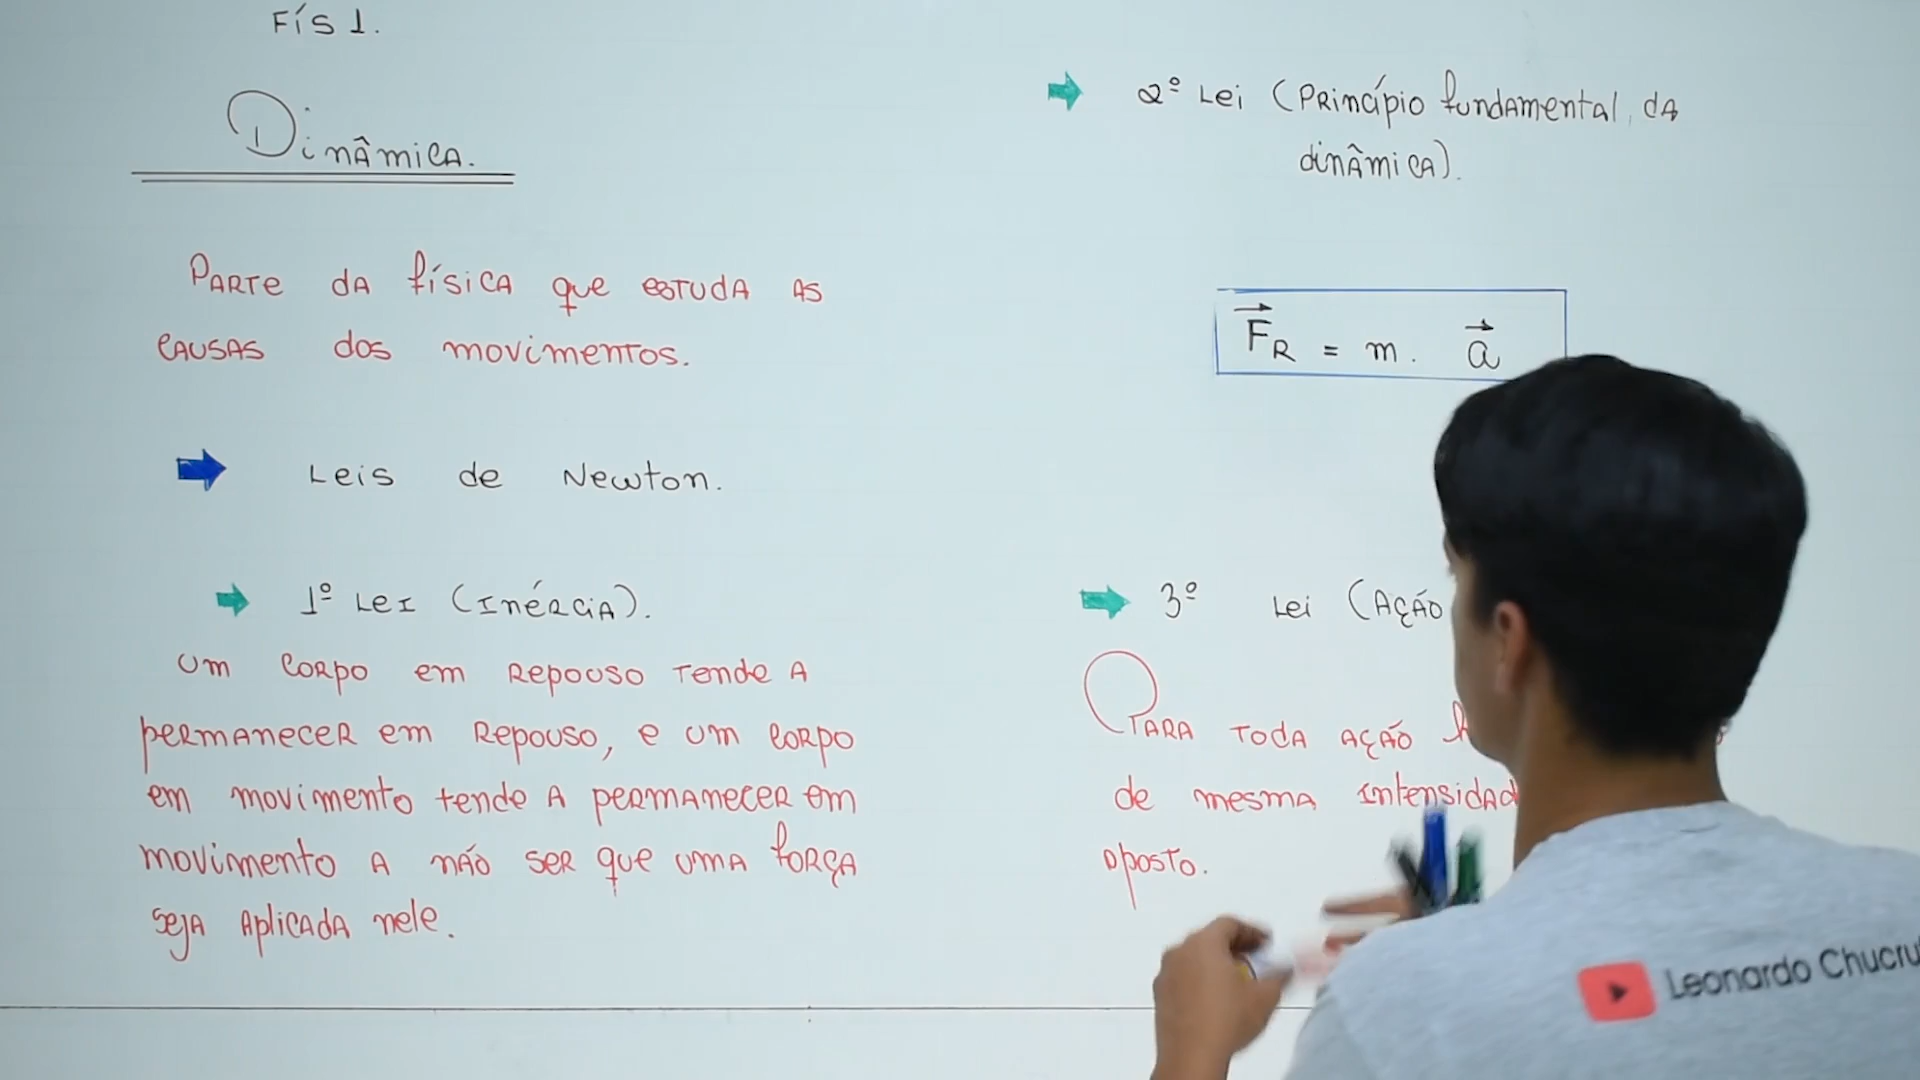 Fís 1.
Dinâmica.
Parte da física que estuda as
causas dos movimentos.
Leis de Newton.
1º Lei (Inércia).
Um corpo em repouso tende a
permanecer em repouso, e um corpo
em movimento tende a permanecer em
movimento a não ser que uma força
seja aplicada nele.
2º Lei (Princípio fundamental da
dinâmica).
F⃗R = m . a⃗
3º Lei (Ação
Para toda ação
de mesma
oposto.
Leonardo